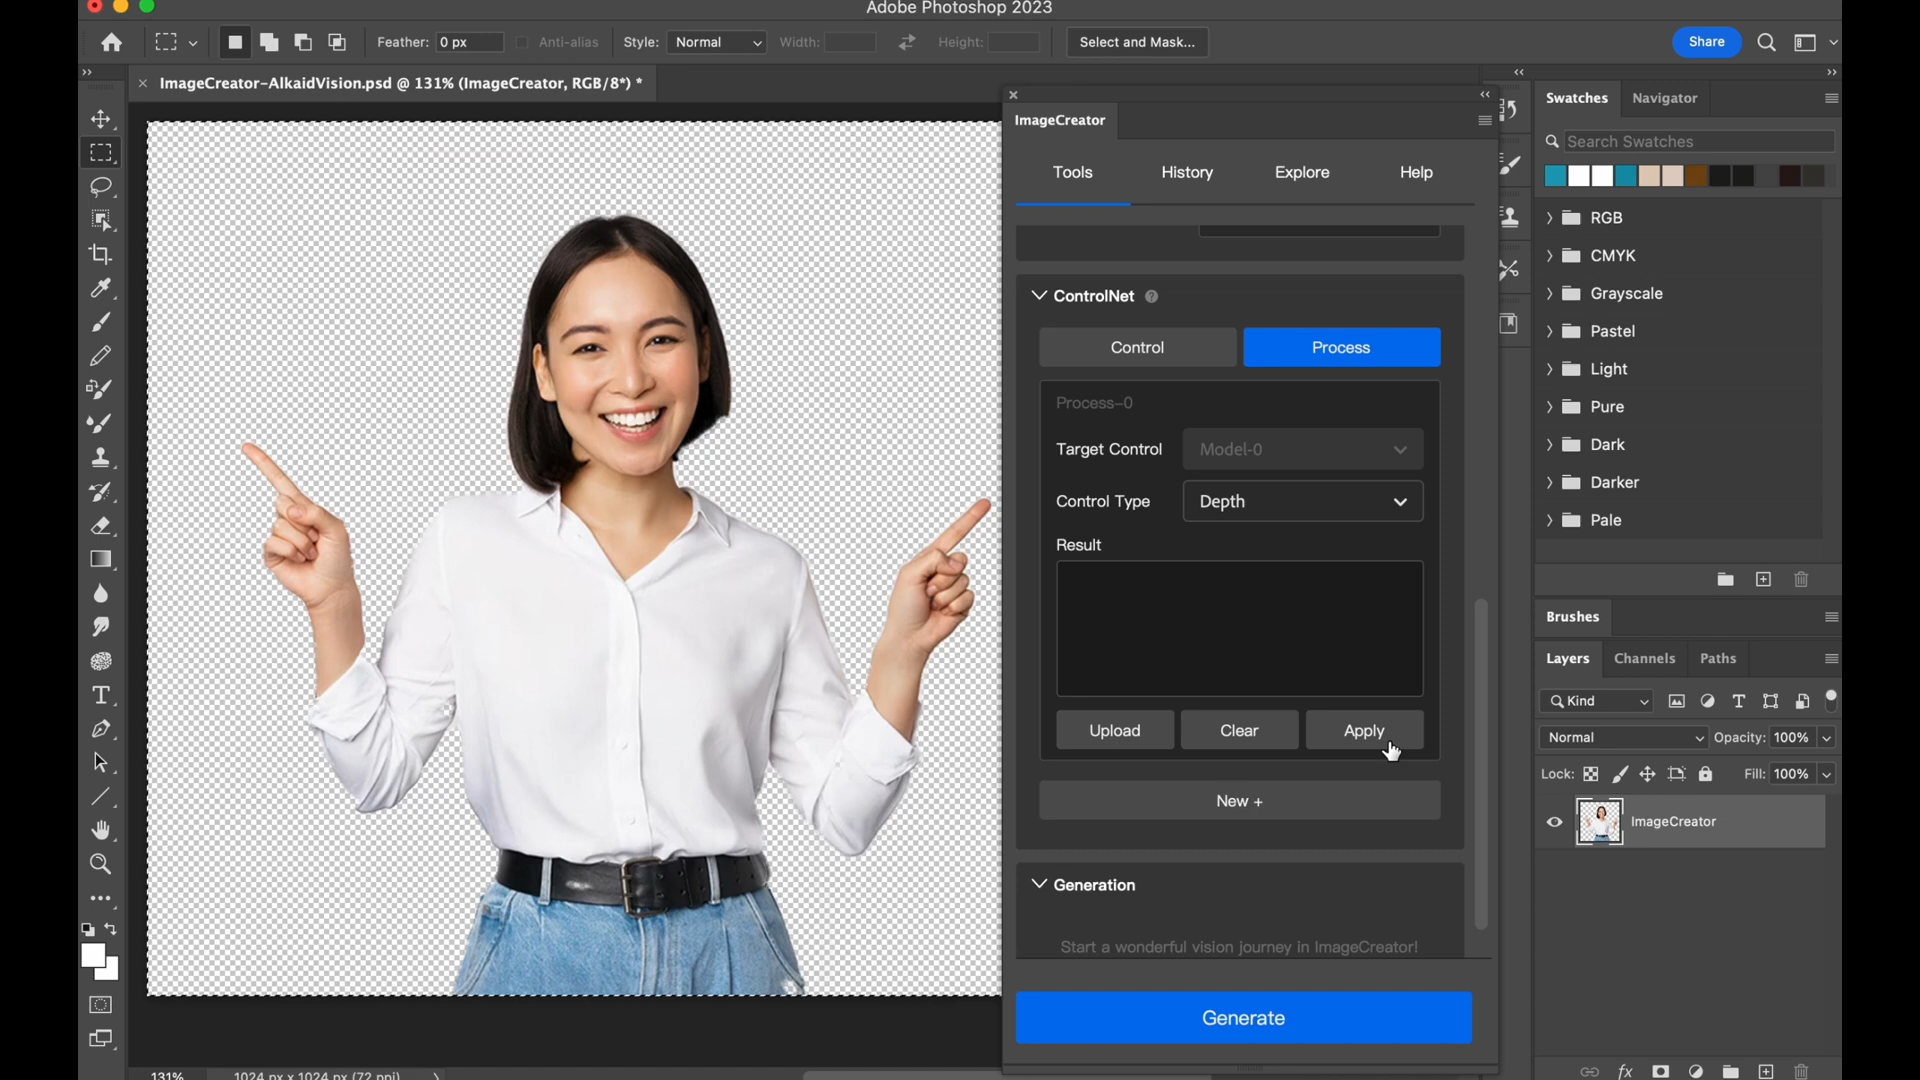 Adobe Photoshop 2023
Feather: 0 px Anti-alias Style: Normal Width: Height: Select and Mask... Share
ImageCreator-AlkaidVision.psd @ 131% (ImageCreator, RGB/8*) *
ImageCreator
Tools History Explore Help
ControlNet
Control Process
Process-0
Target Control Model-0
Control Type Depth
Result
Upload Clear Apply
New +
Generation
Start a wonderful vision journey in ImageCreator!
Generate
Swatches Navigator
Search Swatches
RGB
CMYK
Grayscale
Pastel
Light
Pure
Dark
Darker
Pale
Brushes
Layers Channels Paths
Kind
Normal Opacity: 100%
Lock: Fill: 100%
ImageCreator
fx
131% 1024 px x 1024 px (72 ppi)